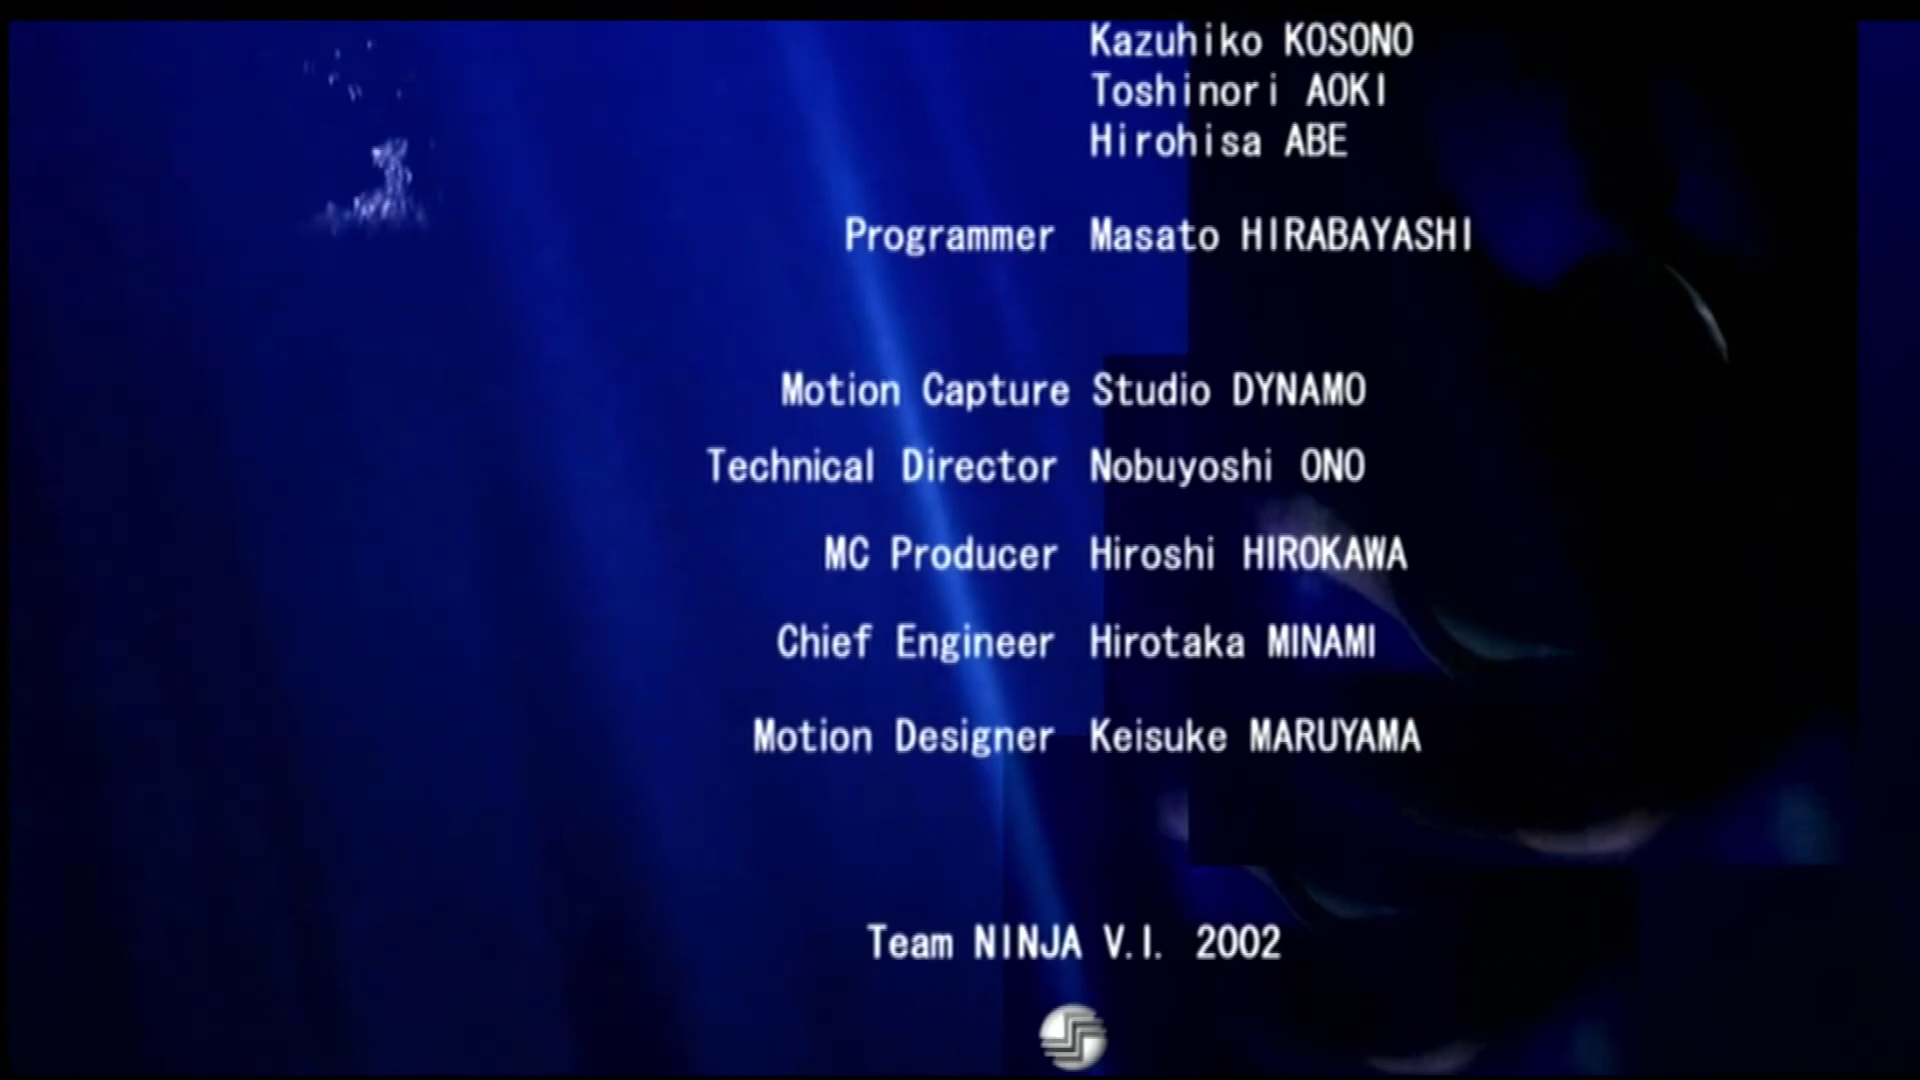 Kazuhiko KOSONO
Toshinori AOKI
Hirohisa ABE
Programmer Masato HIRABAYASHI
Motion Capture Studio DYNAMO
Technical Director Nobuyoshi ONO
MC Producer Hiroshi HIROKAWA
Chief Engineer Hirotaka MINAMI
Motion Designer Keisuke MARUYAMA
Team NINJA V.I. 2002